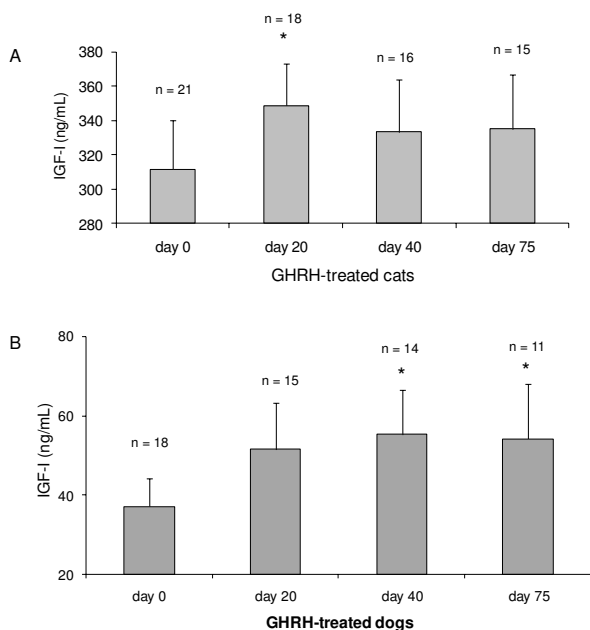 n = 18
A
380
*
n = 16
n = 15
360
n = 21
IGF-I (ng/mL)
340
320
300
280
day 0 day 20 day 40 day 75
GHRH-treated cats
B
80
n = 14
n = 11
*
*
n = 15
IGF-I (ng/mL)
60
n = 18
40
20
day 0 day 20 day 40 day 75
GHRH-treated dogs